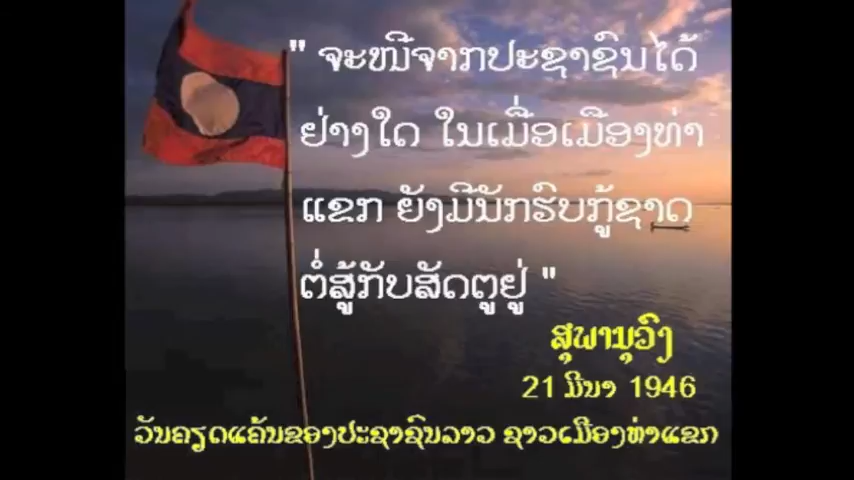 " ຈະໜີຈາກປະຊາຊົນໄດ້
ຢ່າງໃດ ໃນເມື່ອເມືອງທ່າ
ແຂກ ຍັງມີນັກຮົບກູ້ຊາດ
ຕໍ່ສູ້ກັບສັດຕູຢູ່ "
ສຸພານຸວົງ
21 ມີນາ 1946
ວັນຄຽດແຄ້ນຂອງປະຊາຊົນລາວ ຊາວເມືອງທ່າແຂກ